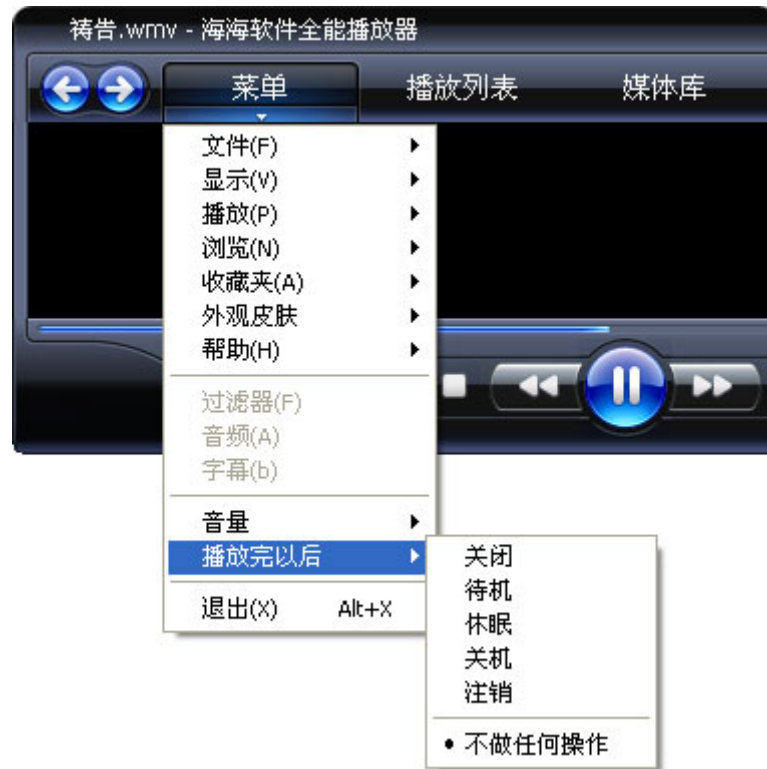 祷告.wmv - 海海软件全能播放器
菜单 播放列表 媒体库
文件(F)
显示(V)
播放(P)
浏览(N)
收藏夹(A)
外观皮肤
帮助(H)
过滤器(F)
音频(A)
字幕(b)
音量
播放完以后
退出(X) Alt+X
关闭
待机
休眠
关机
注销
不做任何操作